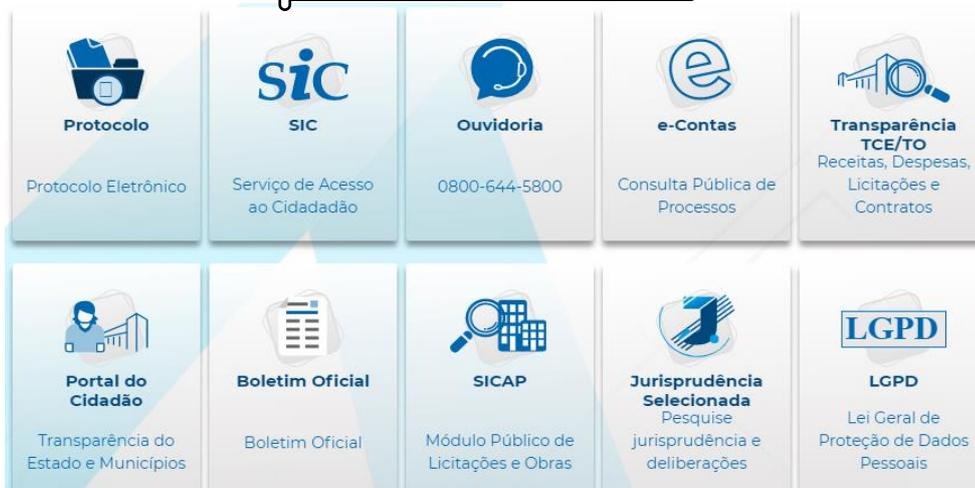 SiC
e
Protocolo
Protocolo Eletrônico
SIC
Serviço de Acesso
ao Cidadadão
Ouvidoria
0800-644-5800
e-Contas
Consulta Pública de
Processos
Transparência
TCE/TO
Receitas, Despesas,
Licitações e
Contratos
J.
LGPD
Portal do
Cidadão
Transparência do
Estado e Municípios
Boletim Oficial
Boletim Oficial
SICAP
Módulo Público de
Licitações e Obras
Jurisprudência
Selecionada
Pesquise
jurisprudência e
deliberações
LGPD
Lei Geral de
Proteção de Dados
Pessoais